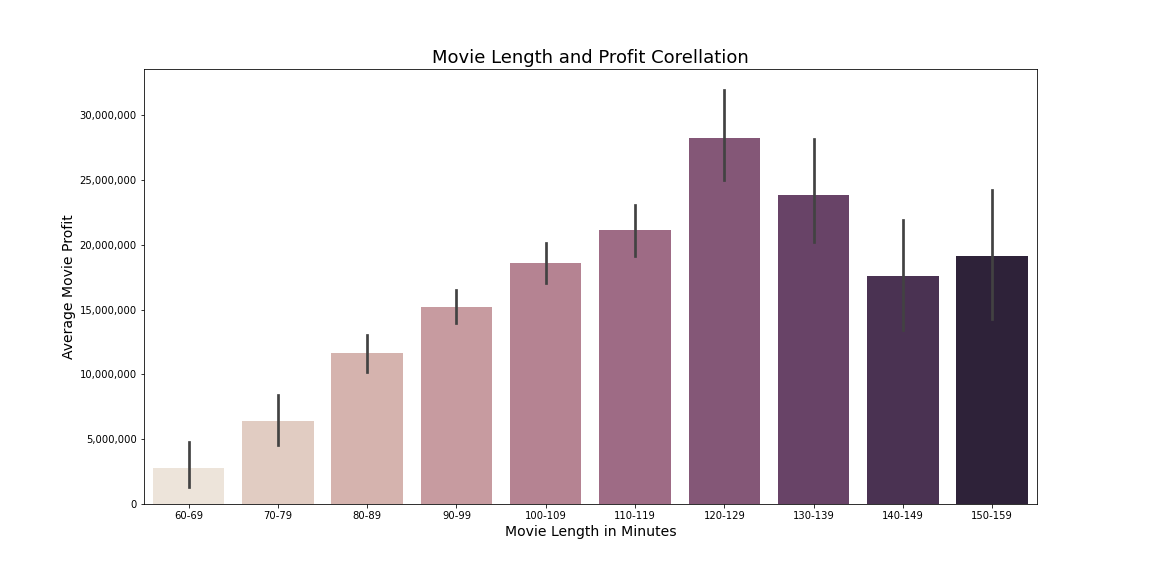 Movie Length and Profit Corellation
Average Movie Profit
30,000,000
25,000,000
20,000,000
15,000,000
10,000,000
5,000,000
0
60-69 70-79 80-89 90-99 100-109 110-119 120-129 130-139 140-149 150-159
Movie Length in Minutes